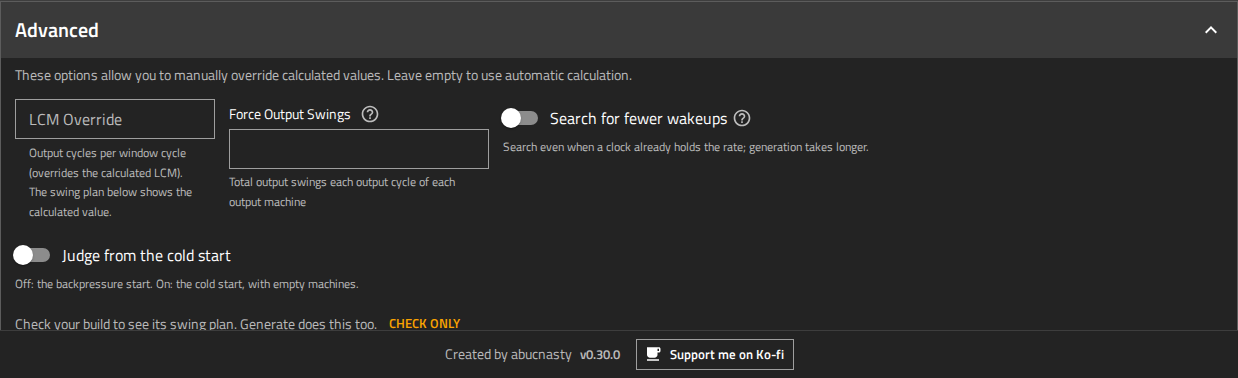 Advanced
These options allow you to manually override calculated values. Leave empty to use automatic calculation.
LCM Override
Output cycles per window cycle
(overrides the calculated LCM).
The swing plan below shows the
calculated value.
Force Output Swings ?
Total output swings each output cycle of each
output machine
Search for fewer wakeups ?
Search even when a clock already holds the rate; generation takes longer.
Judge from the cold start
Off: the backpressure start. On: the cold start, with empty machines.
Check your build to see its swing plan. Generate does this too. CHECK ONLY
Created by abucnasty v0.30.0 Support me on Ko-fi